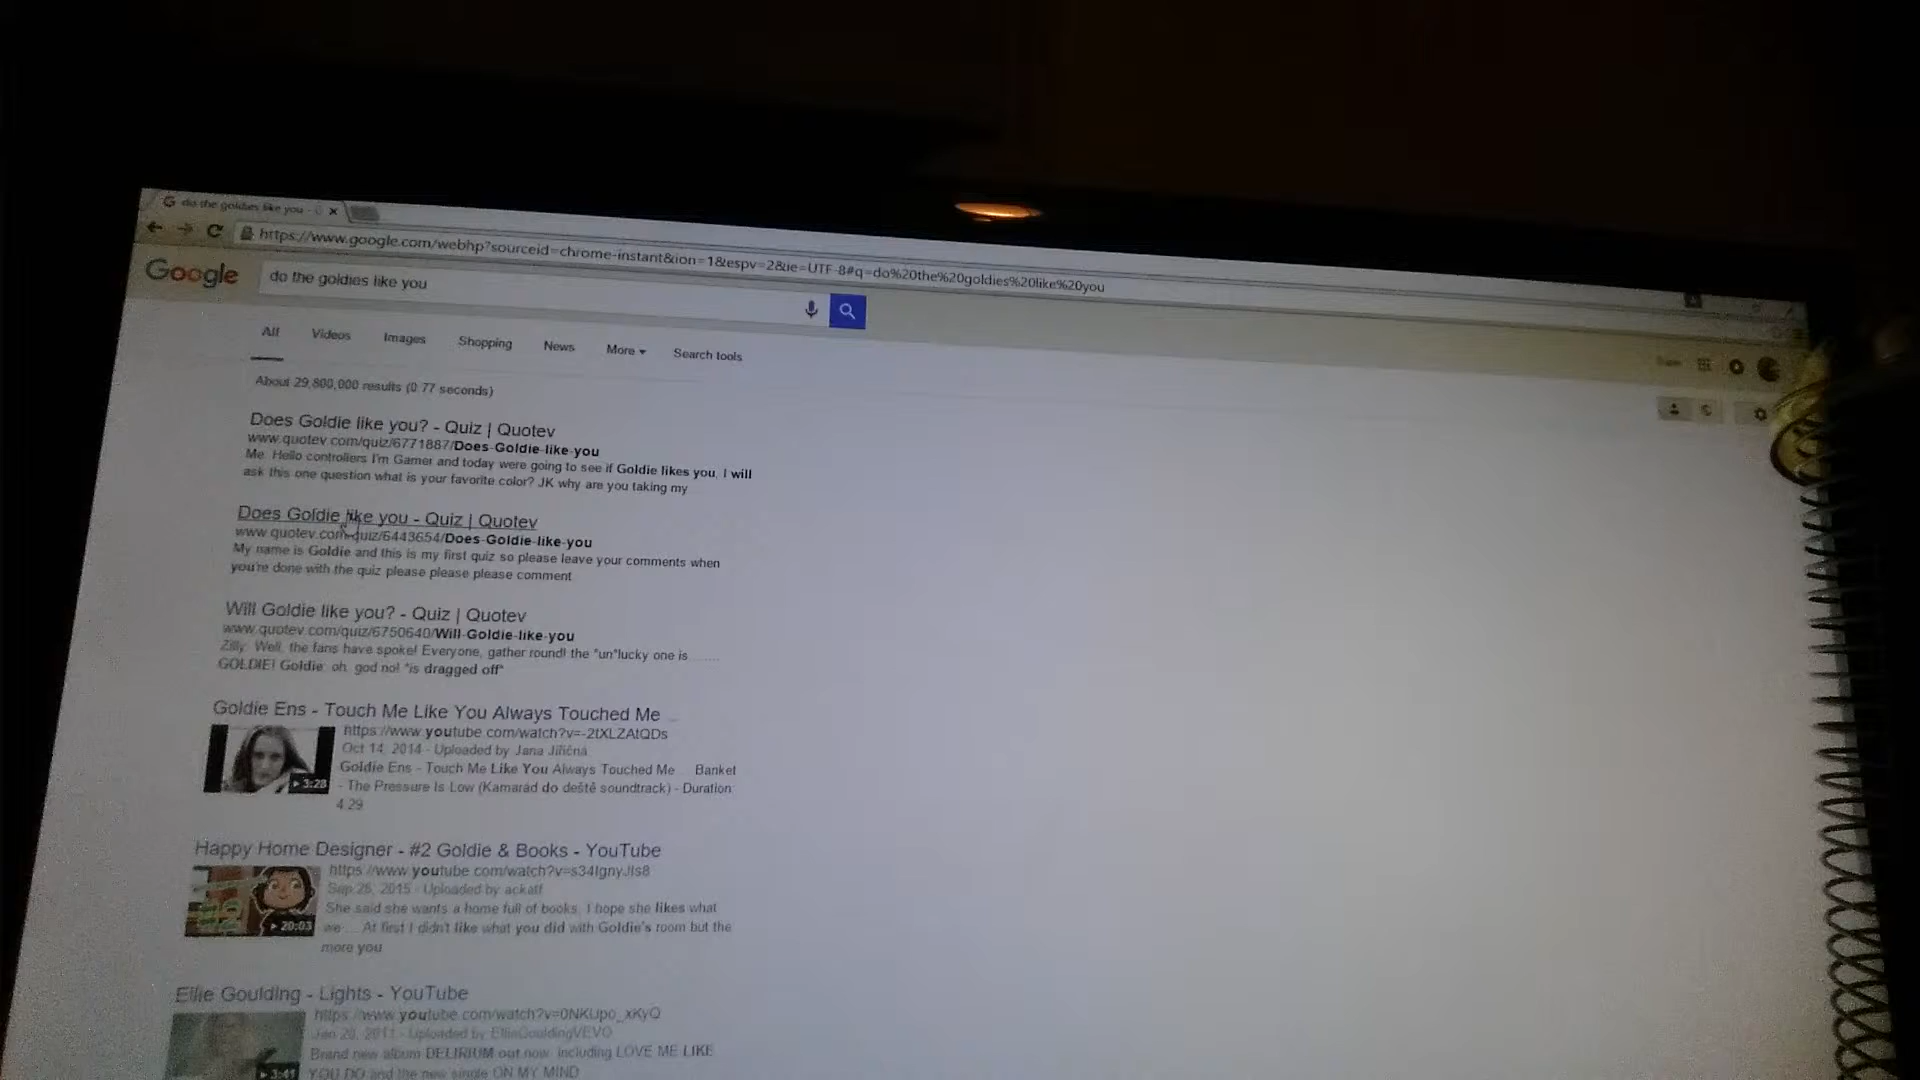 do the goldies like you -
https://www.google.com/webhp?sourceid=chrome-instant&ion=1&espv=2&ie=UTF-8#q=do%20the%20goldies%20like%20you
Google
do the goldies like you
All Videos Images Shopping News More Search tools
About 29,800,000 results (0.77 seconds)
Does Goldie like you? - Quiz | Quotev
www.quotev.com/quiz/6771887/Does-Goldie-like-you
Me: Hello controllers I'm Gamer and today were going to see if Goldie likes you, I will
ask this one question what is your favorite color? JK why are you taking my
Does Goldie like you - Quiz | Quotev
www.quotev.com/quiz/6443654/Does-Goldie-like-you
My name is Goldie and this is my first quiz so please leave your comments when
you're done with the quiz please please please comment
Will Goldie like you? - Quiz | Quotev
www.quotev.com/quiz/6750640/Will-Goldie-like-you
Zilly: Well, the fans have spoke! Everyone, gather round! the "un"lucky one is........
GOLDIE! Goldie: oh, god no! *is dragged off*
Goldie Ens - Touch Me Like You Always Touched Me ...
https://www.youtube.com/watch?v=-2tXLZAtQDs
Oct 14, 2014 - Uploaded by Jana Jiřičná
Goldie Ens - Touch Me Like You Always Touched Me ... Banket
- The Pressure Is Low (Kamarád do deště soundtrack) - Duration:
4:29
3:28
Happy Home Designer - #2 Goldie & Books - YouTube
https://www.youtube.com/watch?v=s34IgnyJIs8
Sep 26, 2015 - Uploaded by ackatf
She said she wants a home full of books, I hope she likes what
we ... At first I didn't like what you did with Goldie's room but the
more you
20:03
Ellie Goulding - Lights - YouTube
https://www.youtube.com/watch?v=0NKUpo_xKyQ
Jan 20, 2011 - Uploaded by EllieGouldingVEVO
Brand new album DELIRIUM out now, including LOVE ME LIKE
YOU DO and the new single ON MY MIND
3:41